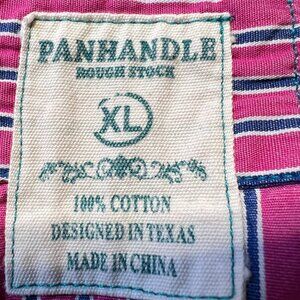 PANHANDLE
ROUGH STOCK
XL
100% COTTON
DESIGNED IN TEXAS
MADE IN CHINA